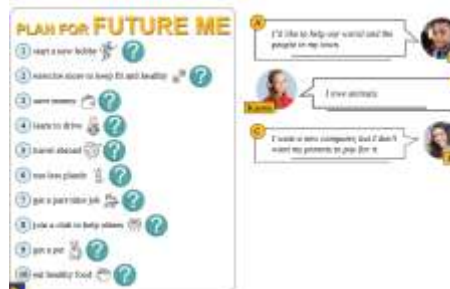 PLAN FOR FUTURE ME
1 start a new hobby ?
2 exercise more to keep fit and healthy ?
3 save money ?
4 learn to drive ?
5 travel abroad ?
6 use less plastic ?
7 get a part-time job ?
8 join a club to help others ?
9 get a pet ?
10 eat healthy food ?
A
I'd like to help our world and the
people in my town.
I love animals.
C
I want a new computer, but I don't
want my parents to pay for it.